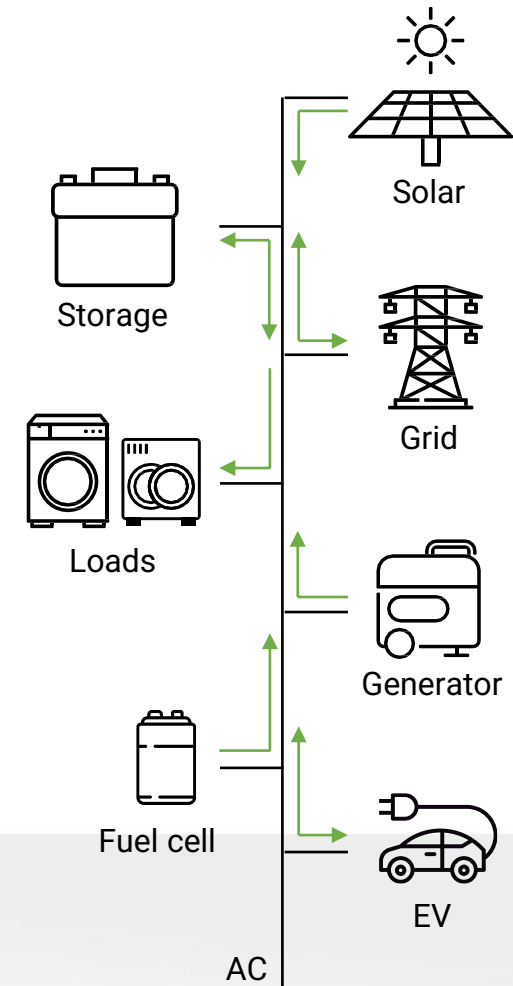 Solar
Storage
Grid
Loads
Generator
Fuel cell
EV
AC